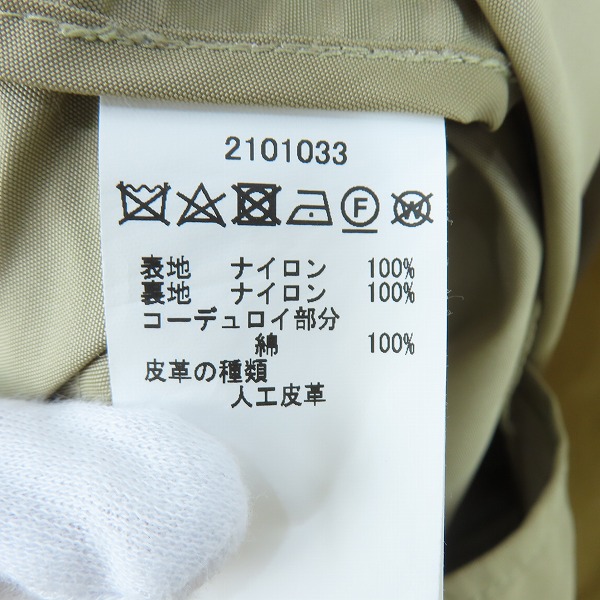 2101033
F W
表地 ナイロン 100%
裏地 ナイロン 100%
コーデュロイ部分
綿 100%
皮革の種類
人工皮革